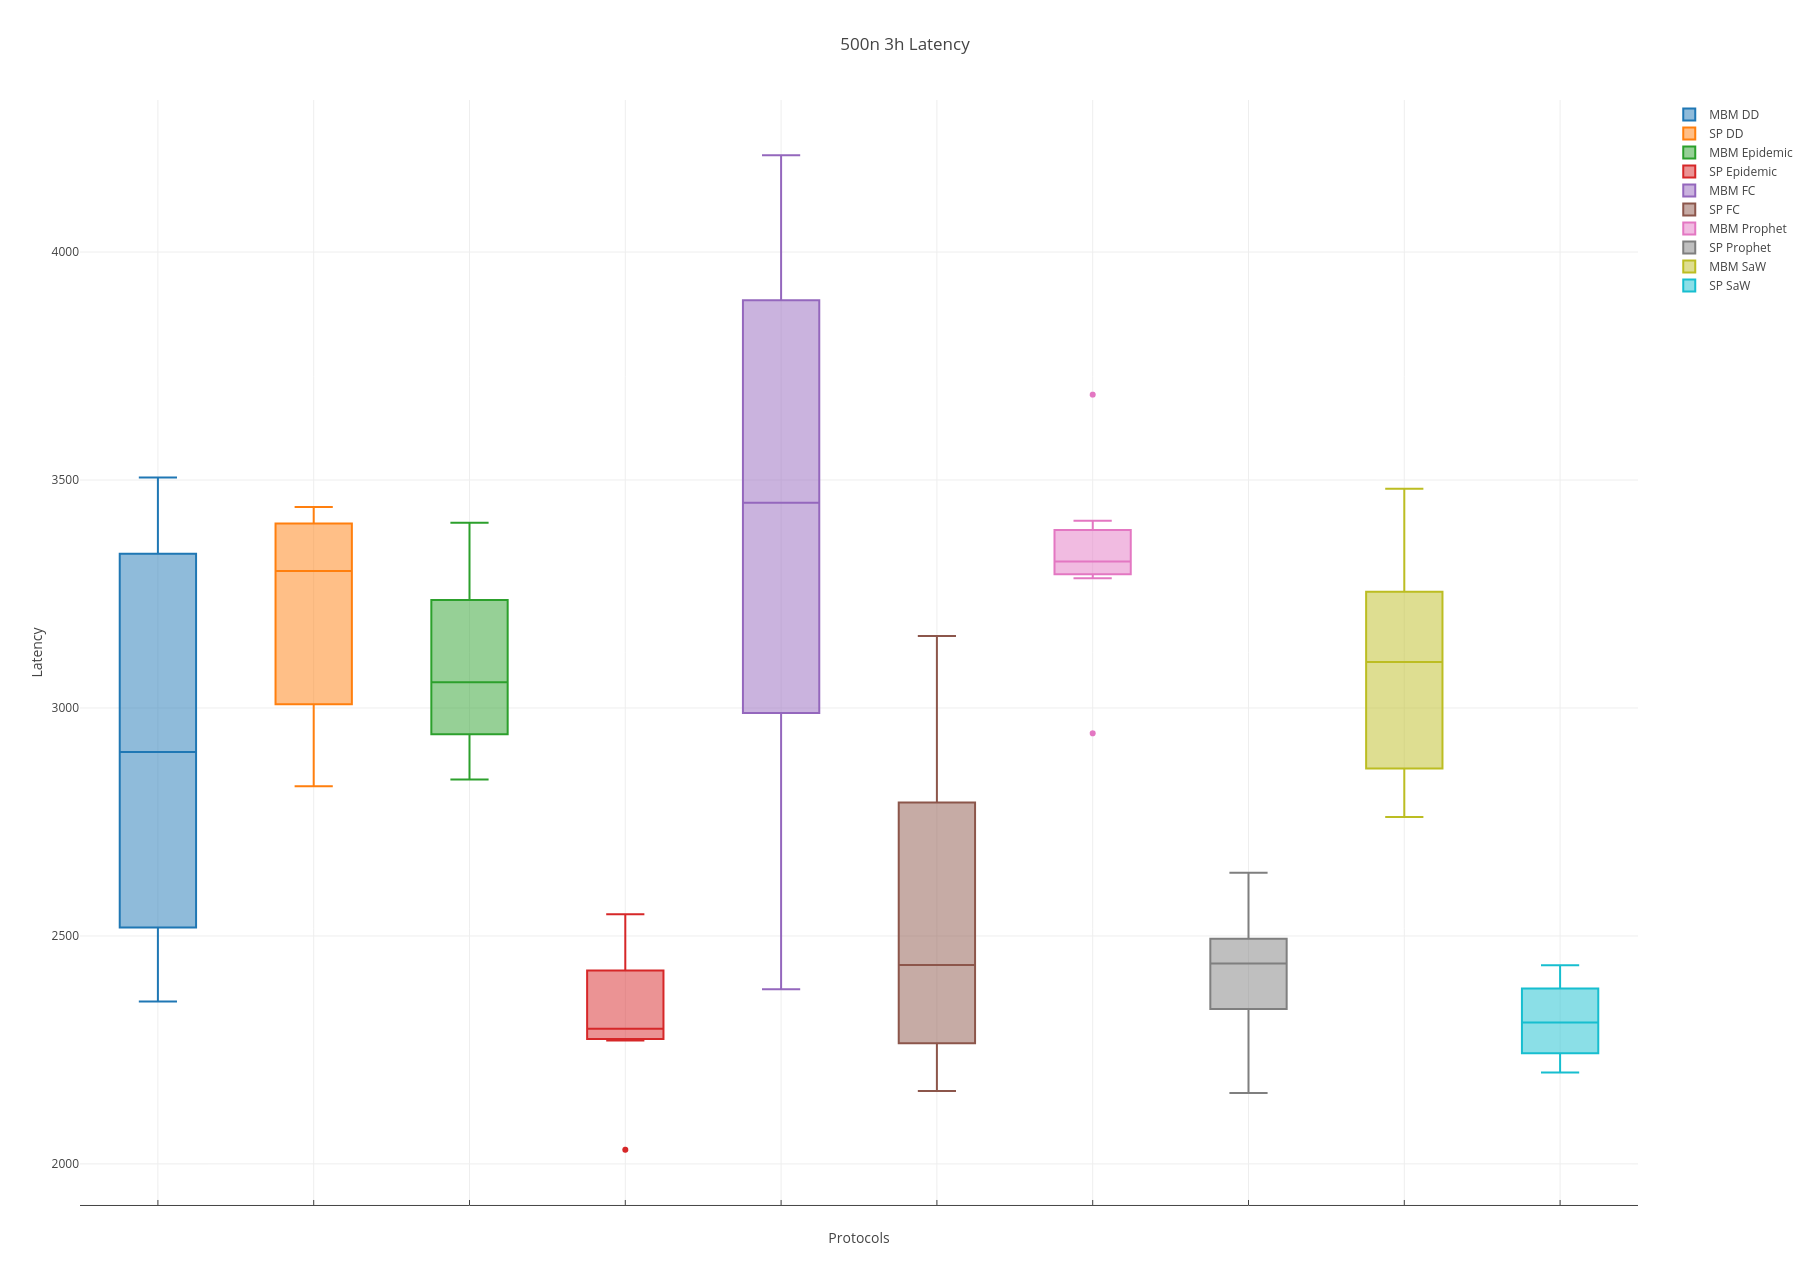 500n 3h Latency
MBM DD
SP DD
MBM Epidemic
SP Epidemic
MBM FC
SP FC
MBM Prophet
SP Prophet
MBM SaW
SP SaW
4000
3500
3000
2500
2000
Latency
Protocols